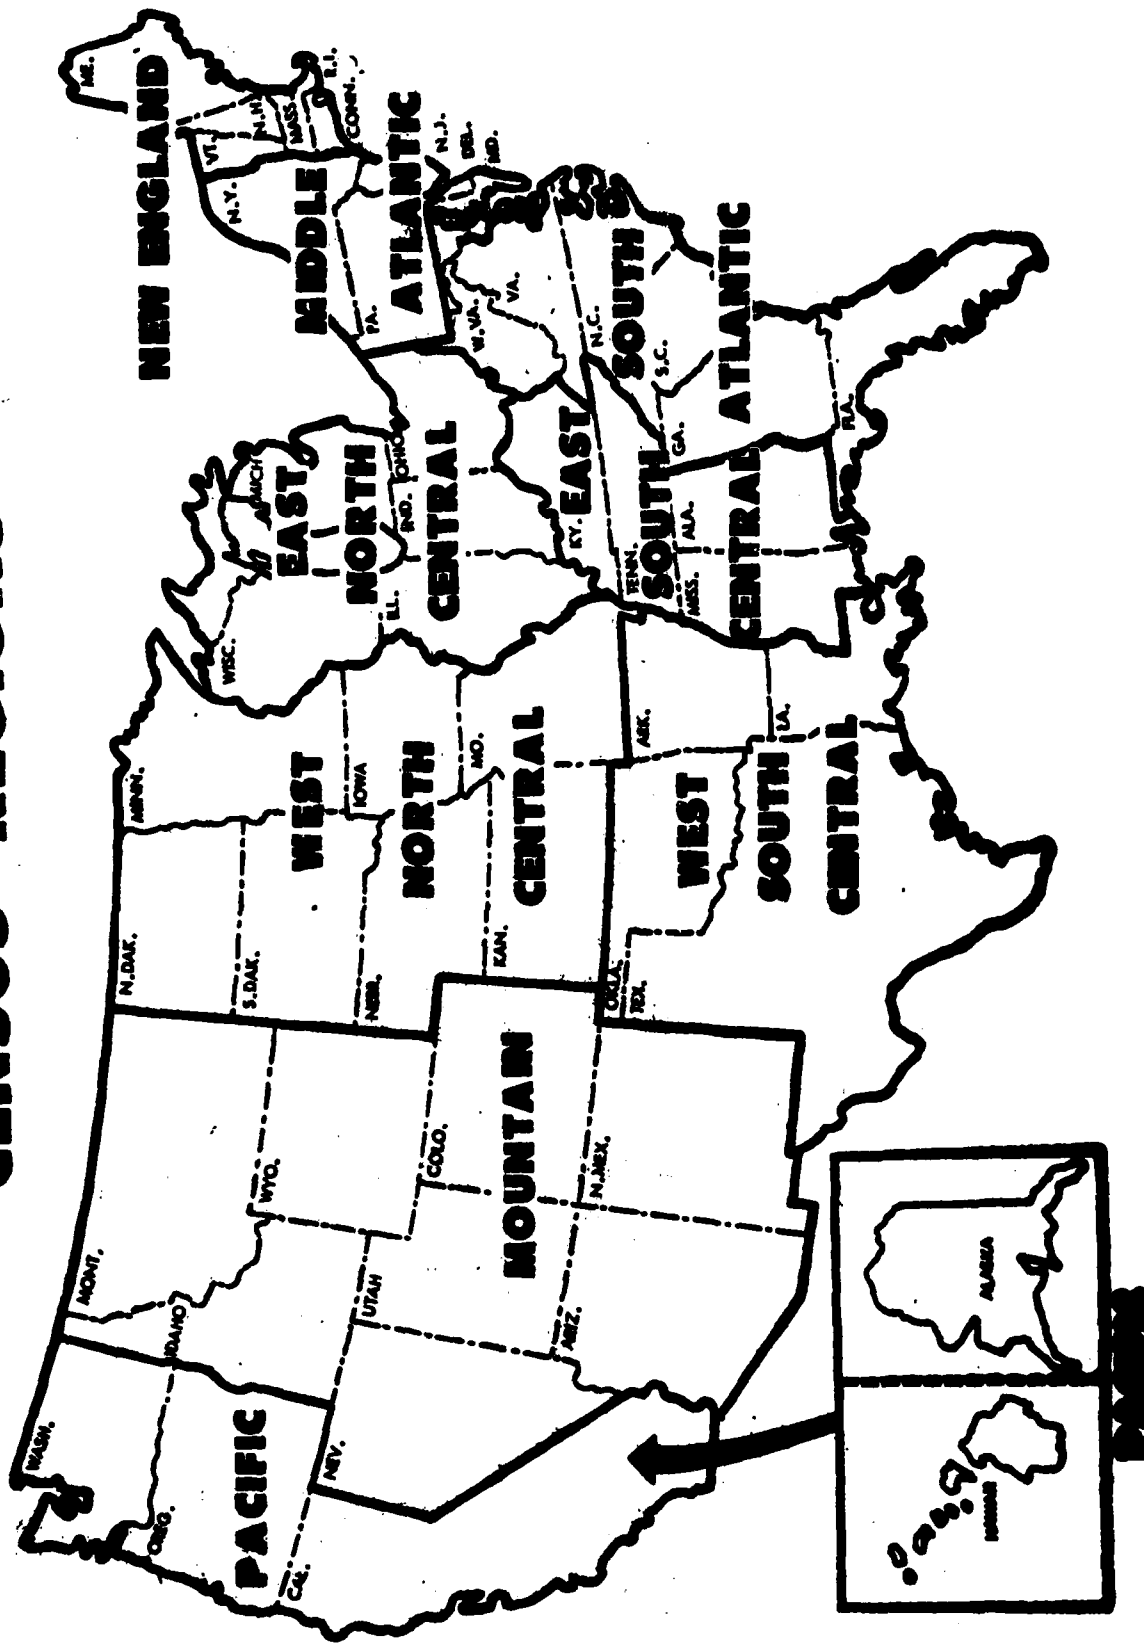 NEW ENGLAND
ME.
VT.
N.H.
MASS.
R.I.
CONN.
MIDDLE
ATLANTIC
N.Y.
PA.
N.J.
DEL.
MD.
SOUTH
ATLANTIC
W.VA.
VA.
N.C.
S.C.
GA.
FLA.
EAST
NORTH
CENTRAL
MICH
WISC.
ILL.
IND.
OHIO
EAST
SOUTH
CENTRAL
KY.
TENN.
MISS.
ALA.
WEST
NORTH
CENTRAL
MINN.
IOWA
MO.
N.DAK.
S.DAK.
NEBR.
KAN.
WEST
SOUTH
CENTRAL
ARK.
LA.
OKLA.
TEX.
MOUNTAIN
MONT.
IDAHO
WYO.
COLO.
UTAH
NEV.
ARIZ.
N.MEX.
PACIFIC
WASH.
OREG.
CAL.
ALASKA
HAWAII